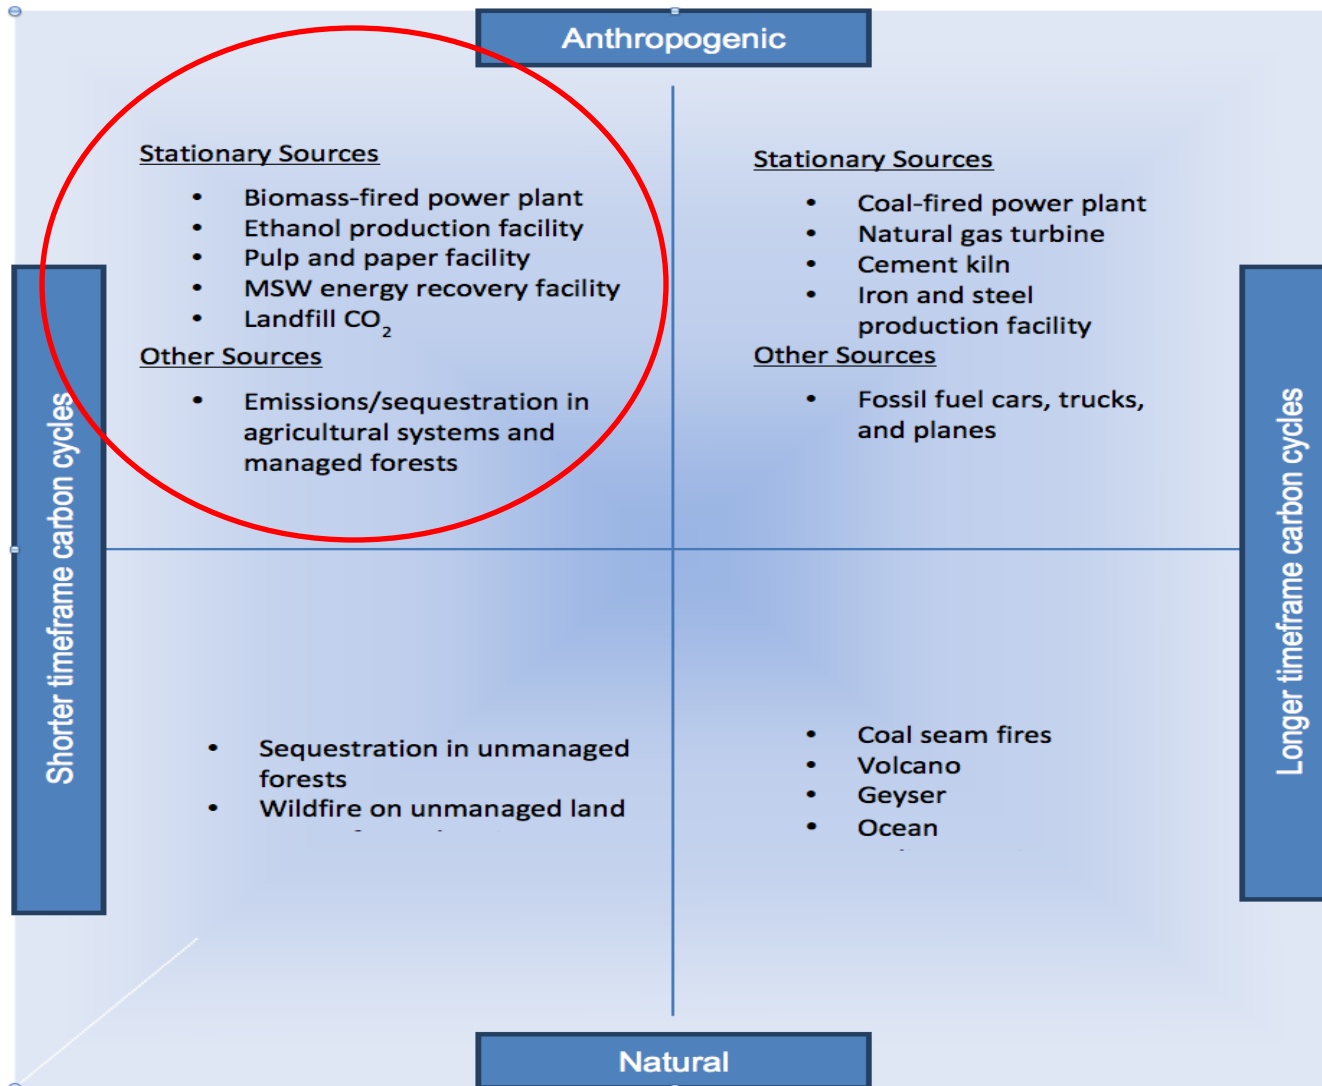 Anthropogenic
Stationary Sources
• Biomass-fired power plant
• Ethanol production facility
• Pulp and paper facility
• MSW energy recovery facility
• Landfill CO₂
Other Sources
• Emissions/sequestration in
agricultural systems and
managed forests
Stationary Sources
• Coal-fired power plant
• Natural gas turbine
• Cement kiln
• Iron and steel
production facility
Other Sources
• Fossil fuel cars, trucks,
and planes
Shorter timeframe carbon cycles
Longer timeframe carbon cycles
• Sequestration in unmanaged
forests
• Wildfire on unmanaged land
• Coal seam fires
• Volcano
• Geyser
• Ocean
Natural